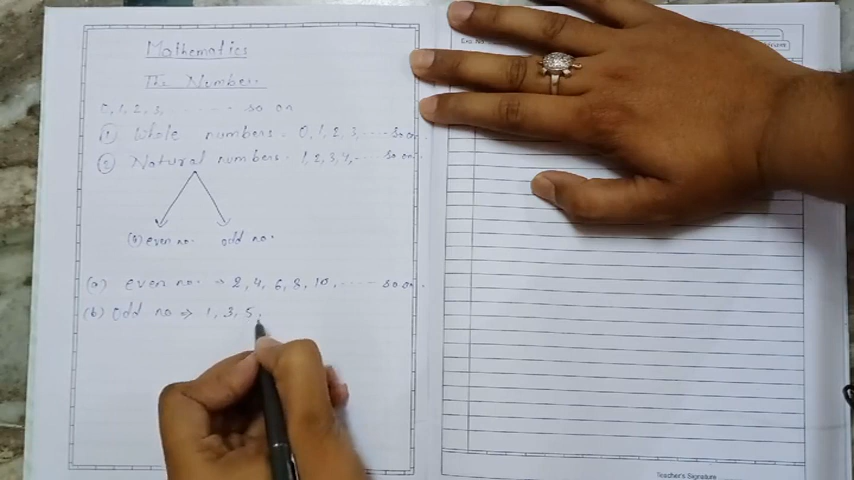 Mathematics
The Numbers
0, 1, 2, 3, ....... so on
① Whole numbers = 0, 1, 2, 3, .... so on.
② Natural numbers = 1, 2, 3, 4, ... so on.
(a) even no. odd no.
(a) even no. ⇒ 2, 4, 6, 8, 10, ..... so on.
(b) Odd no ⇒ 1, 3, 5,
Teacher's Signature